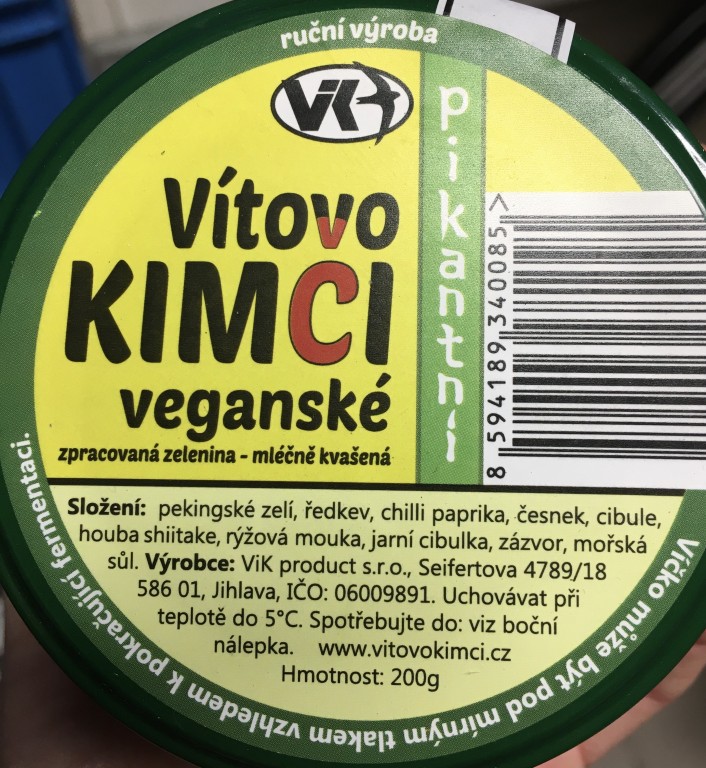 ruční výroba
ViK
Vítovo
KIMCI
veganské
zpracovaná zelenina - mléčně kvašená
pikantní
8 594189 340085 >
Složení: pekingské zelí, ředkev, chilli paprika, česnek, cibule,
houba shiitake, rýžová mouka, jarní cibulka, zázvor, mořská
sůl. Výrobce: ViK product s.r.o., Seifertova 4789/18
586 01, Jihlava, IČO: 06009891. Uchovávat při
teplotě do 5°C. Spotřebujte do: viz boční
nálepka. www.vitovokimci.cz
Hmotnost: 200g
Víčko může být pod mírným tlakem vzhledem k pokračující fermentaci.